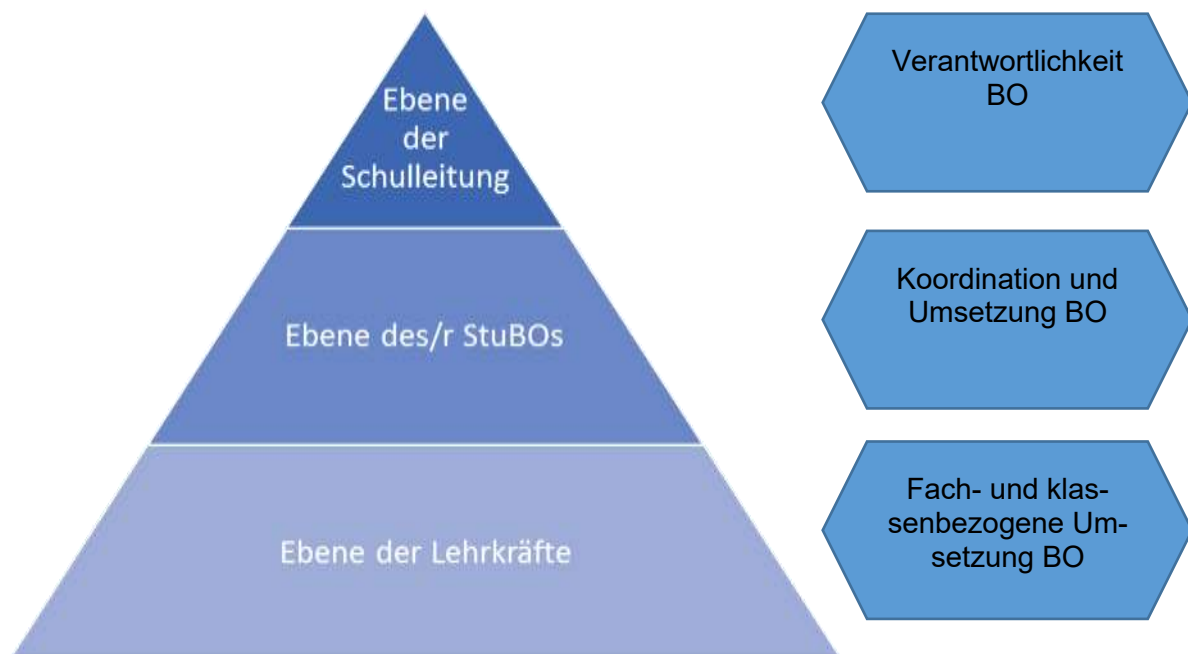 Ebene
der
Schulleitung
Verantwortlichkeit
BO
Ebene des/r StuBOs
Koordination und
Umsetzung BO
Ebene der Lehrkräfte
Fach- und klas-
senbezogene Um-
setzung BO